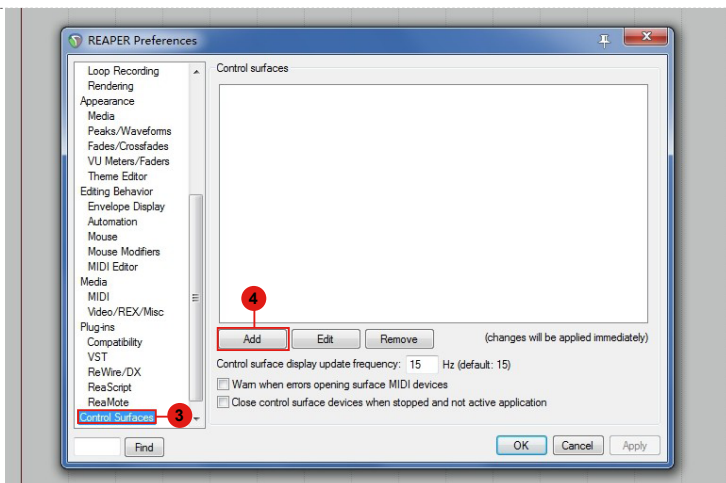 REAPER Preferences
Loop Recording
Rendering
Appearance
Media
Peaks/Waveforms
Fades/Crossfades
VU Meters/Faders
Theme Editor
Editing Behavior
Envelope Display
Automation
Mouse
Mouse Modifiers
MIDI Editor
Media
MIDI
Video/REX/Misc
Plug-ins
Compatibility
VST
ReWire/DX
ReaScript
ReaMote
Control Surfaces
3
Find
Control surfaces
4
Add Edit Remove (changes will be applied immediately)
Control surface display update frequency: 15 Hz (default: 15)
Warn when errors opening surface MIDI devices
Close control surface devices when stopped and not active application
OK Cancel Apply